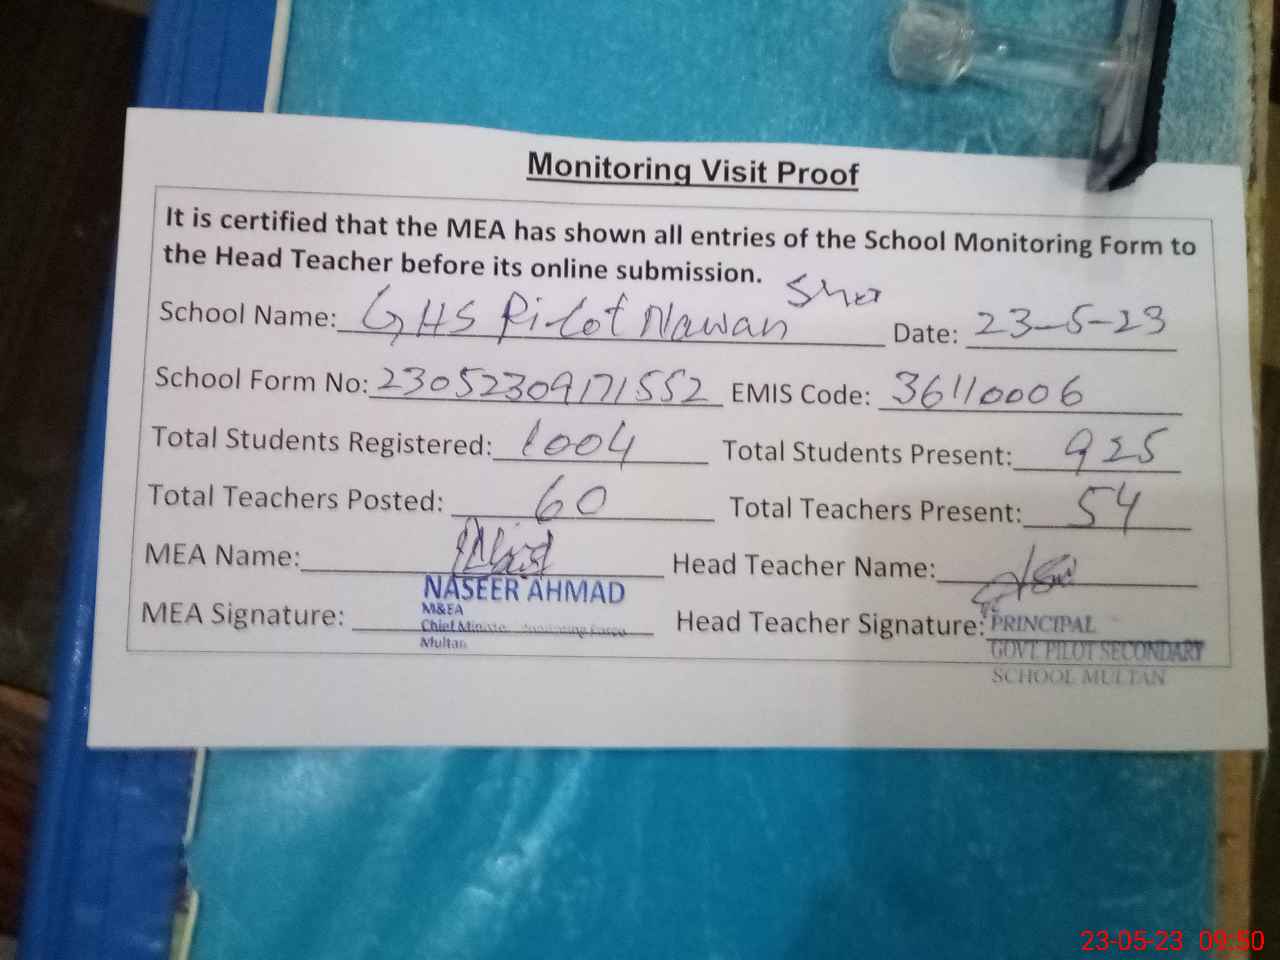 Monitoring Visit Proof
It is certified that the MEA has shown all entries of the School Monitoring Form to
the Head Teacher before its online submission.
School Name: GHS Pilot Nawan Date: 23-5-23
School Form No: 23052309171552 EMIS Code: 36110006
Total Students Registered: 1004 Total Students Present: 925
Total Teachers Posted: 60 Total Teachers Present: 54
MEA Name: Head Teacher Name:
NASEER AHMAD
M&EA
MEA Signature: Head Teacher Signature: PRINCIPAL
Chief Monitoring Force
Multan
GOVT. PILOT SECONDARY
SCHOOL MULTAN
23-05-23 09:50